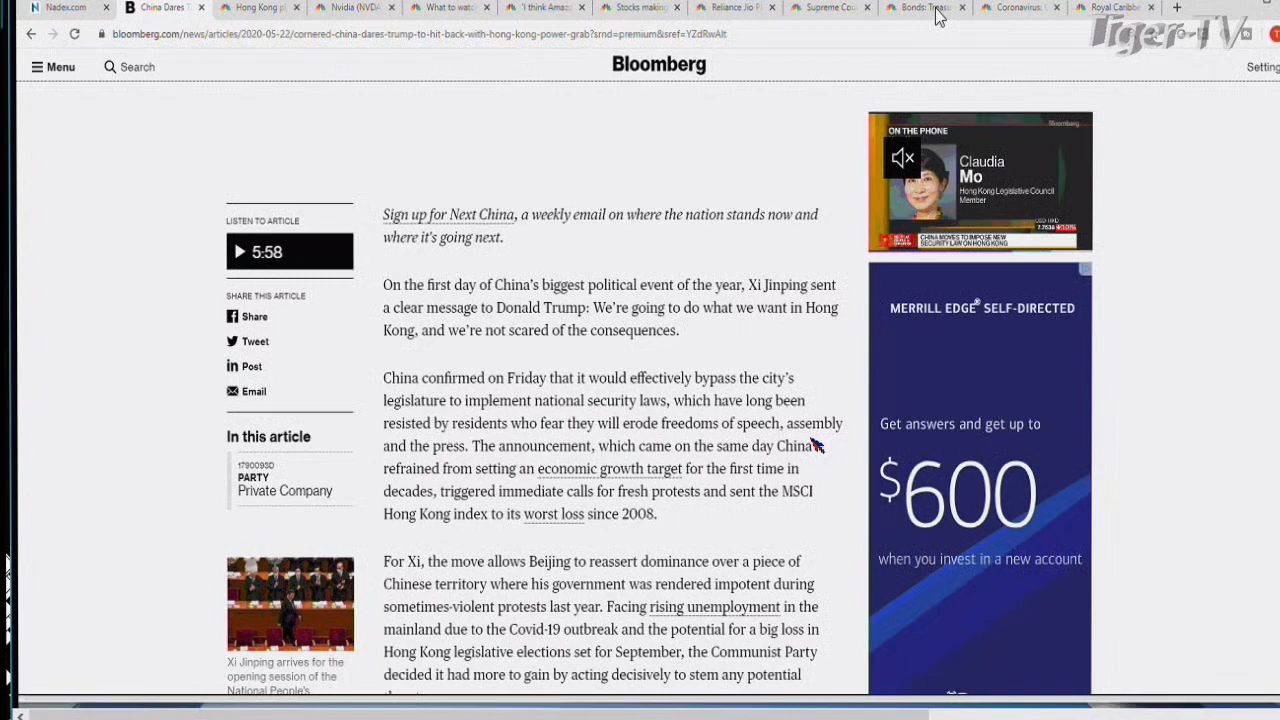 Nadex.com
China Dares T
Hong Kong pl
Nvidia (NVDA
What to watc
'I think Amaz
Stocks making
Reliance Jio Pl
Supreme Cou
Bonds: Treasu
Coronavirus:
Royal Caribbe
Tiger-TV
bloomberg.com/news/articles/2020-05-22/cornered-china-dares-trump-to-hit-back-with-hong-kong-power-grab?srnd=premium&sref=YZdRwAlt
Menu
Search
Bloomberg
Setting
Bloomberg
ON THE PHONE
Claudia
Mo
Hong Kong Legislative Council
Member
USD HKD
CHINA MOVES TO IMPOSE NEW
SECURITY LAW ON HONG KONG
LISTEN TO ARTICLE
5:58
SHARE THIS ARTICLE
Share
Tweet
Post
Email
In this article
1790093D
PARTY
Private Company
Xi Jinping arrives for the
opening session of the
National People's
Sign up for Next China, a weekly email on where the nation stands now and
where it's going next.
On the first day of China's biggest political event of the year, Xi Jinping sent
a clear message to Donald Trump: We're going to do what we want in Hong
Kong, and we're not scared of the consequences.
China confirmed on Friday that it would effectively bypass the city's
legislature to implement national security laws, which have long been
resisted by residents who fear they will erode freedoms of speech, assembly
and the press. The announcement, which came on the same day China
refrained from setting an economic growth target for the first time in
decades, triggered immediate calls for fresh protests and sent the MSCI
Hong Kong index to its worst loss since 2008.
For Xi, the move allows Beijing to reassert dominance over a piece of
Chinese territory where his government was rendered impotent during
sometimes-violent protests last year. Facing rising unemployment in the
mainland due to the Covid-19 outbreak and the potential for a big loss in
Hong Kong legislative elections set for September, the Communist Party
decided it had more to gain by acting decisively to stem any potential
MERRILL EDGE® SELF-DIRECTED
Get answers and get up to
$600
when you invest in a new account